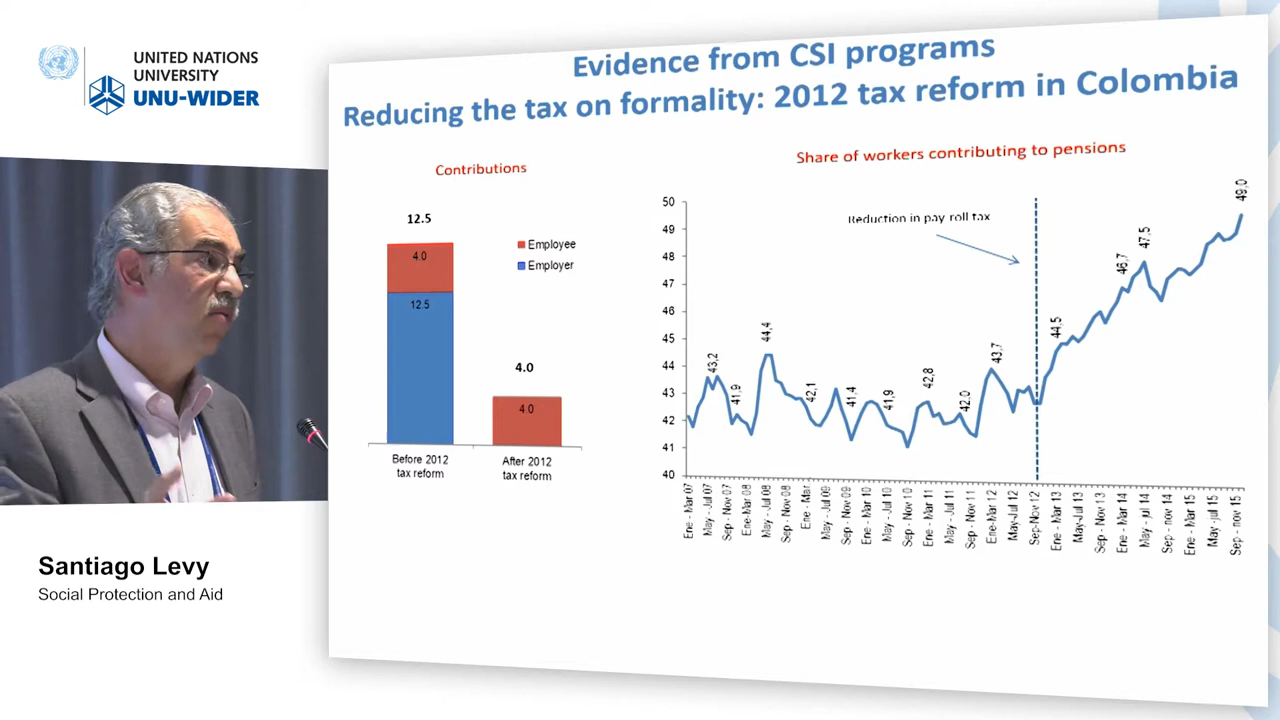 UNITED NATIONS
UNIVERSITY
UNU-WIDER
Santiago Levy
Social Protection and Aid
Evidence from CSI programs
Reducing the tax on formality: 2012 tax reform in Colombia
Contributions
12.5
4.0
12.5
Employee
Employer
4.0
4.0
Before 2012
tax reform
After 2012
tax reform
Share of workers contributing to pensions
Reduction in pay roll tax
50
49
48
47
46
45
44
43
42
41
40
43,2
41,9
44,4
42,1
41,4
41,9
42,8
42,0
43,7
44,5
46,7
47,5
49,0
Ene - Mar 07
May - Jul 07
Sep - Nov 07
Ene-Mar 08
May - Jul 08
Sep - Nov 08
Ene - Mar
May - Jul 09
Sep - Nov 09
Ene - Mar 10
May - Jul 10
Sep - Nov 10
Ene - Mar 11
May - Jul 11
Sep - Nov 11
Ene-Mar 12
May-Jul 12
Sep-Nov 12
Ene - Mar 13
May-Jul 13
Sep - Nov 13
Ene - Mar 14
May - jul 14
Sep - nov 14
Ene - Mar 15
May -jul 15
Sep - nov 15